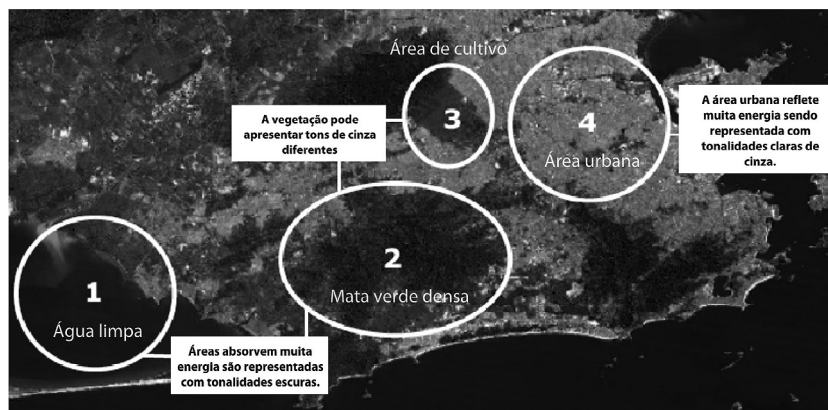 Área de cultivo
3
A vegetação pode
apresentar tons de cinza
diferentes
4
Área urbana
A área urbana reflete
muita energia sendo
representada com
tonalidades claras de
cinza.
2
Mata verde densa
1
Água limpa
Áreas absorvem muita
energia são representadas
com tonalidades escuras.